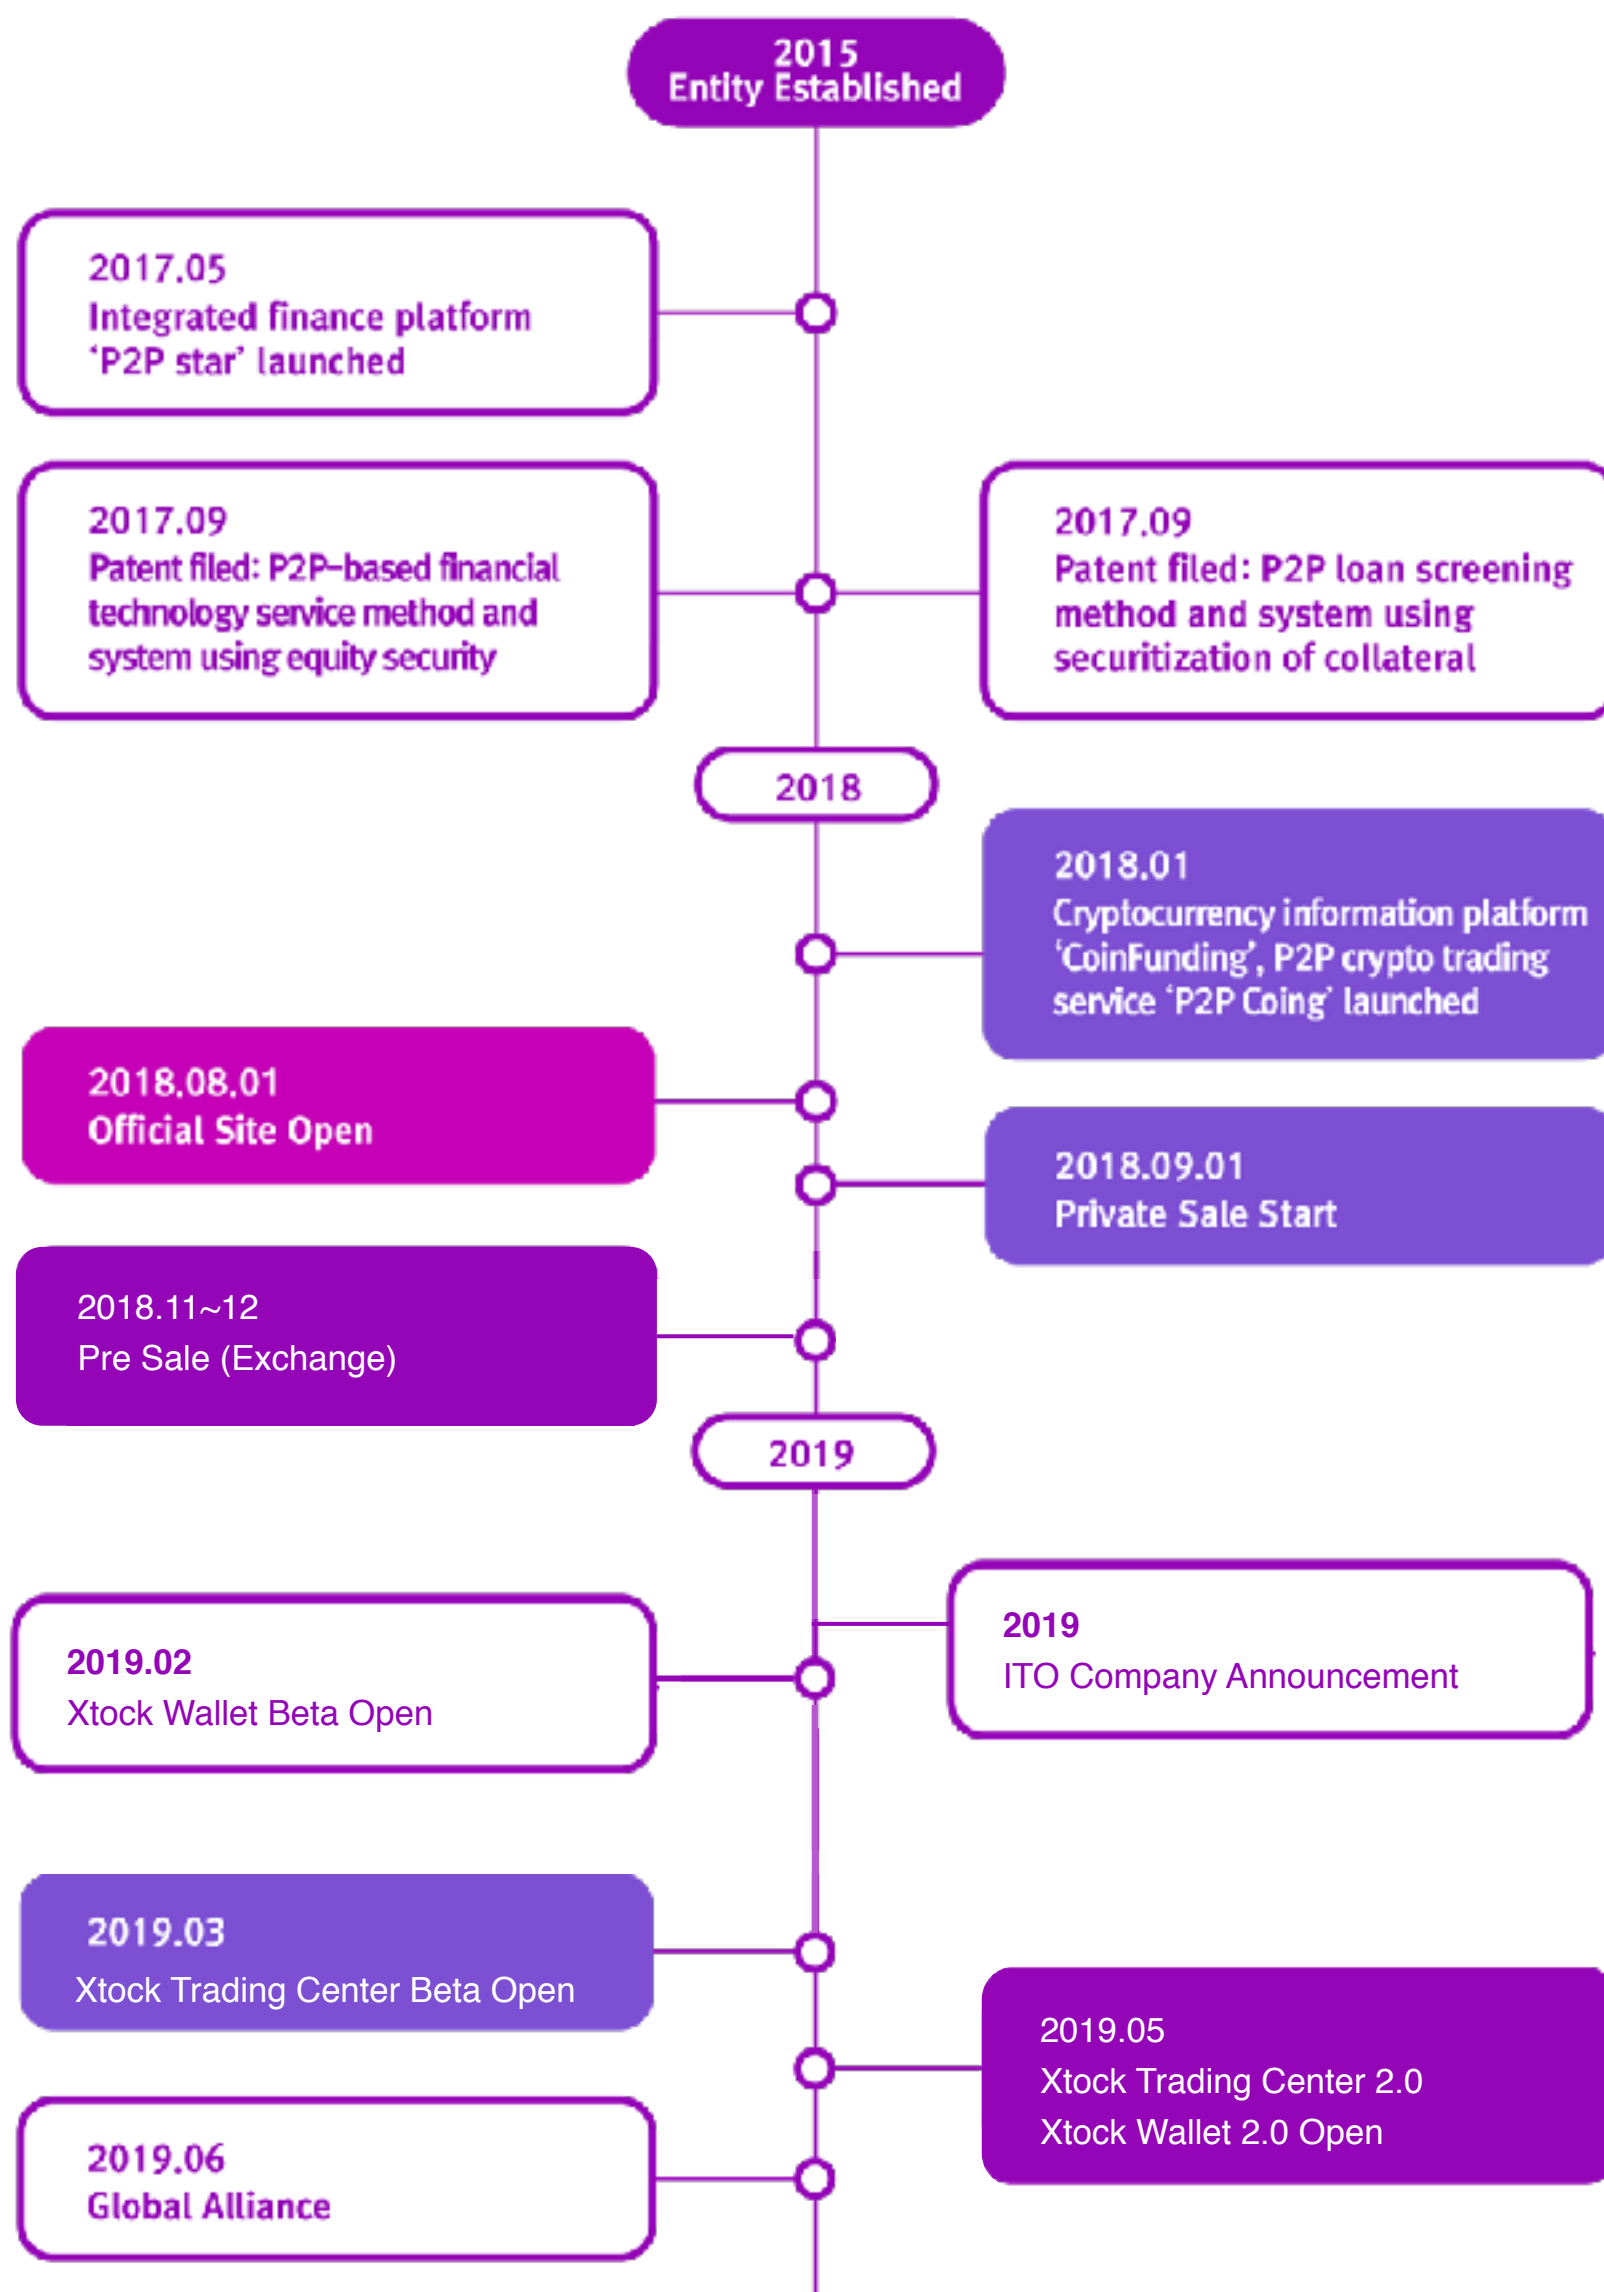 2015
Entity Established
2017.05
Integrated finance platform
‘P2P star’ launched
2017.09
Patent filed: P2P-based financial
technology service method and
system using equity security
2017.09
Patent filed: P2P loan screening
method and system using
securitization of collateral
2018
2018.01
Cryptocurrency information platform
‘CoinFunding’, P2P crypto trading
service ‘P2P Coing’ launched
2018.08.01
Official Site Open
2018.09.01
Private Sale Start
2018.11~12
Pre Sale (Exchange)
2019
2019
ITO Company Announcement
2019.02
Xtock Wallet Beta Open
2019.03
Xtock Trading Center Beta Open
2019.05
Xtock Trading Center 2.0
Xtock Wallet 2.0 Open
2019.06
Global Alliance